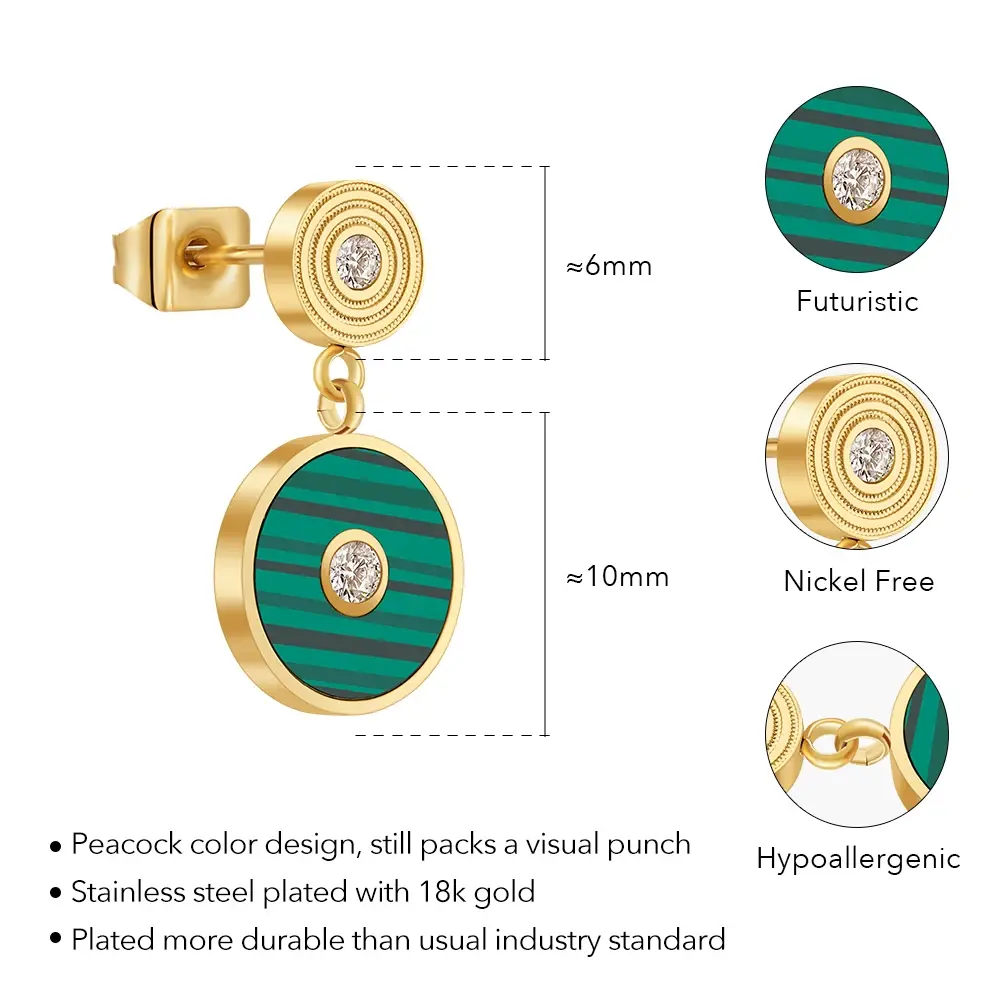 ≈6mm
Futuristic
≈10mm
Nickel Free
Hypoallergenic
• Peacock color design, still packs a visual punch
• Stainless steel plated with 18k gold
• Plated more durable than usual industry standard